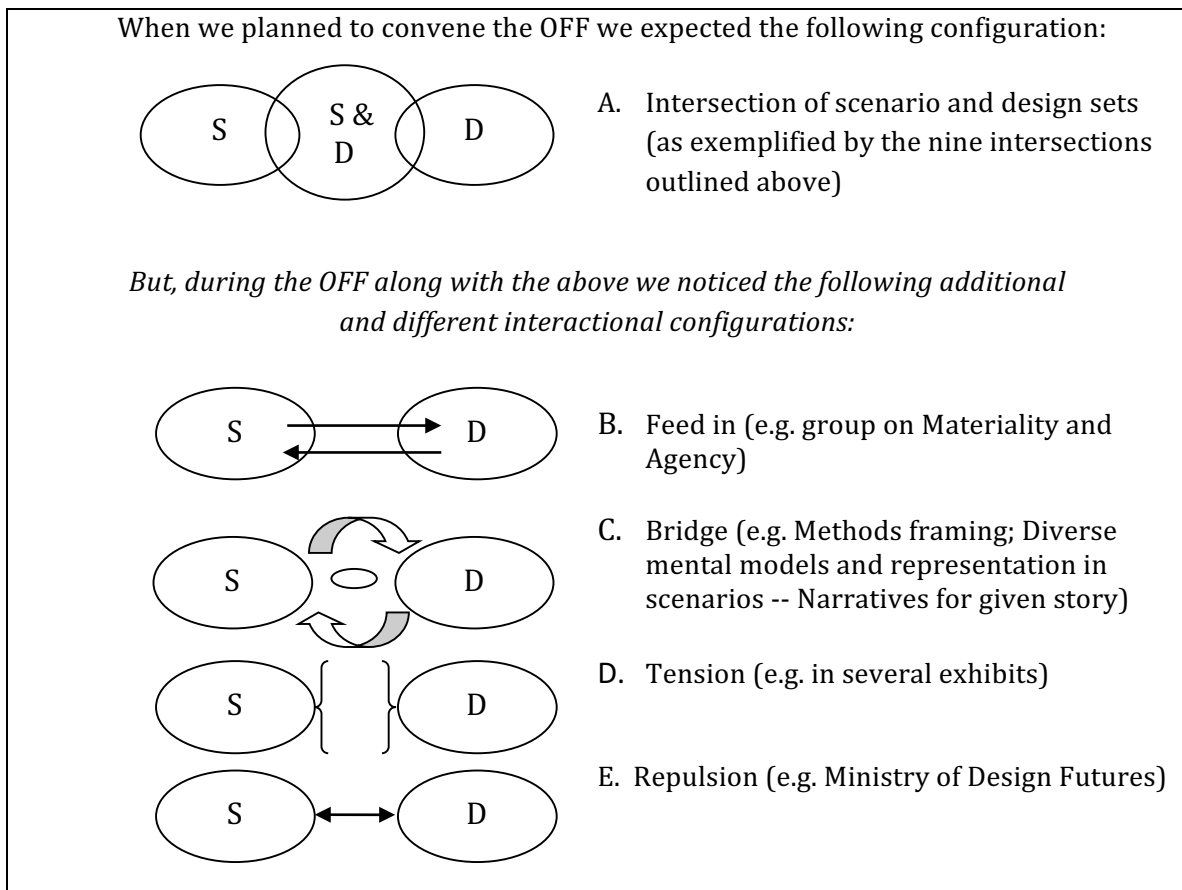 When we planned to convene the OFF we expected the following configuration:
S
S &
D
D
A. Intersection of scenario and design sets
(as exemplified by the nine intersections
outlined above)
But, during the OFF along with the above we noticed the following additional
and different interactional configurations:
S
D
B. Feed in (e.g. group on Materiality and
Agency)
S
D
C. Bridge (e.g. Methods framing; Diverse
mental models and representation in
scenarios -- Narratives for given story)
S
D
D. Tension (e.g. in several exhibits)
S
D
E. Repulsion (e.g. Ministry of Design Futures)